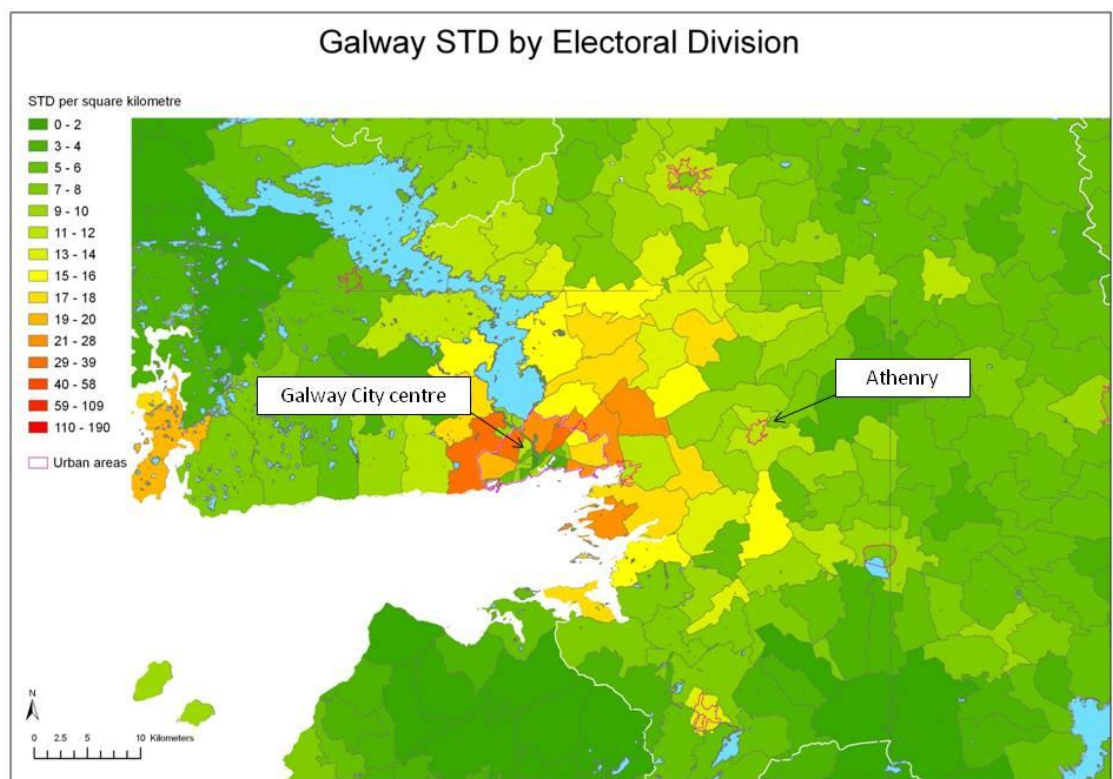 Galway STD by Electoral Division
STD per square kilometre
0 - 2
3 - 4
5 - 6
7 - 8
9 - 10
11 - 12
13 - 14
15 - 16
17 - 18
19 - 20
21 - 28
29 - 39
40 - 58
59 - 109
110 - 190
Urban areas
Galway City centre
Athenry
N
0 2.5 5 10 Kilometers